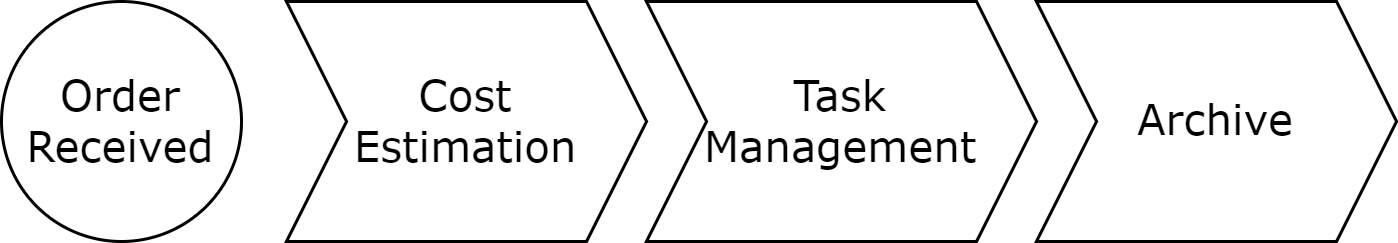 Order
Received
Cost
Estimation
Task
Management
Archive